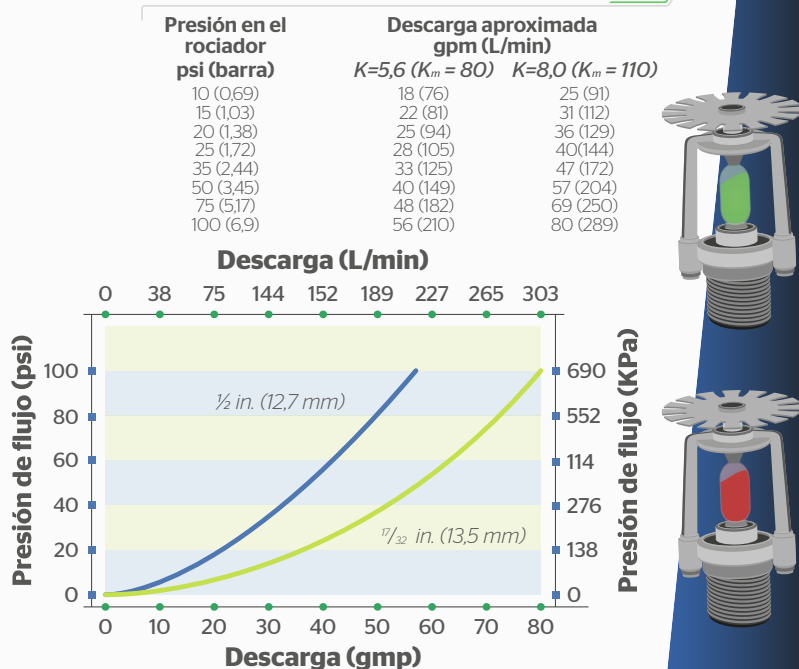 Presión en el rociador psi (barra)
Descarga aproximada gpm (L/min)
K=5,6 (Km = 80) K=8,0 (Km = 110)
10 (0,69) 18 (76) 25 (91)
15 (1,03) 22 (81) 31 (112)
20 (1,38) 25 (94) 36 (129)
25 (1,72) 28 (105) 40(144)
35 (2,44) 33 (125) 47 (172)
50 (3,45) 40 (149) 57 (204)
75 (5,17) 48 (182) 69 (250)
100 (6,9) 56 (210) 80 (289)
Descarga (L/min)
0 38 75 144 152 189 227 265 303
Presión de flujo (psi)
100
80
60
40
20
0
½ in. (12,7 mm)
17/32 in. (13,5 mm)
690
552
114
276
138
0
Presión de flujo (KPa)
0 10 20 30 40 50 60 70 80
Descarga (gmp)